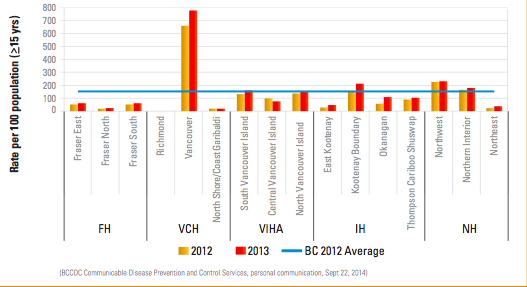 Rate per 100 population (≥15 yrs)
800
700
600
500
400
300
200
100
0
Fraser East
Fraser North
Fraser South
Richmond
Vancouver
North Shore/Coast Garibaldi
South Vancouver Island
Central Vancouver Island
North Vancouver Island
East Kootenay
Kootenay Boundary
Okanagan
Thompson Cariboo Shuswap
Northwest
Northern Interior
Northeast
FH
VCH
VIHA
IH
NH
2012
2013
BC 2012 Average
(BCCDC Communicable Disease Prevention and Control Services, personal communication, Sept 22, 2014)